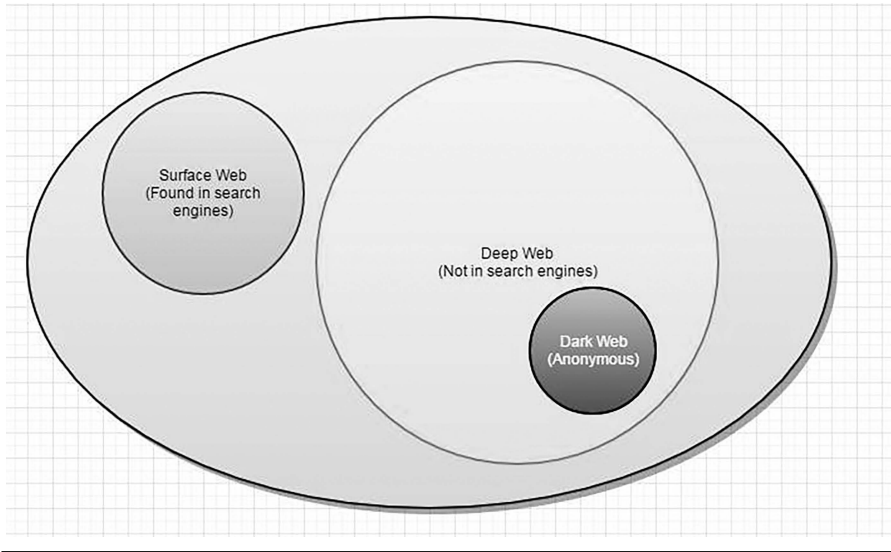 Surface Web
(Found in search
engines)
Deep Web
(Not in search engines)
Dark Web
(Anonymous)